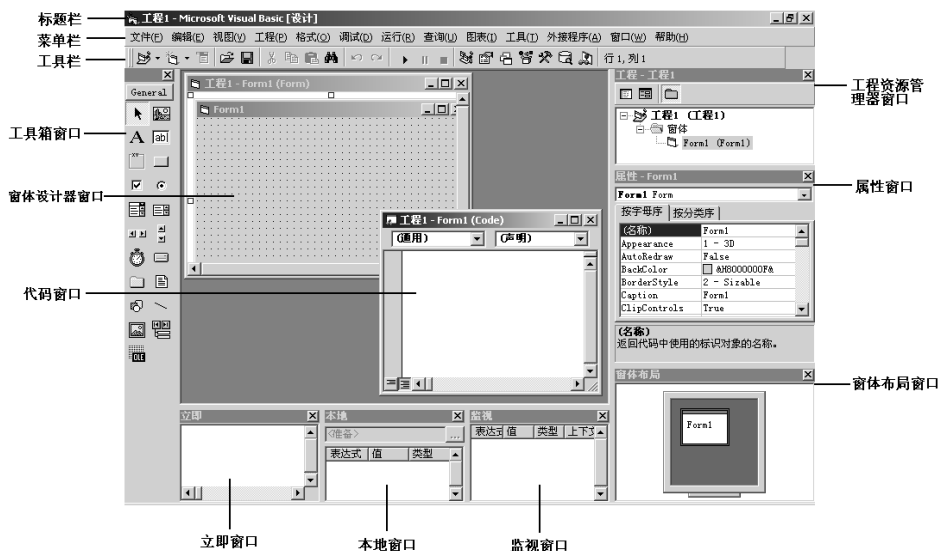 标题栏
菜单栏
工具栏
工具箱窗口
窗体设计器窗口
代码窗口
工程1 - Microsoft Visual Basic [设计]
文件(F) 编辑(E) 视图(V) 工程(P) 格式(O) 调试(D) 运行(R) 查询(U) 图表(I) 工具(T) 外接程序(A) 窗口(W) 帮助(H)
行 1, 列 1
General
A
ab
XY
OLE
工程1 - Form1 (Form)
Form1
工程1 - Form1 (Code)
(通用) (声明)
工程 - 工程1
工程1 (工程1)
窗体
Form1 (Form1)
属性 - Form1
Form1 Form
按字母序 按分类序
(名称) Form1
Appearance 1 - 3D
AutoRedraw False
BackColor &H8000000F&
BorderStyle 2 - Sizable
Caption Form1
ClipControls True
(名称)
返回代码中使用的标识对象的名称。
窗体布局
Form1
立即
本地
<准备>
...
表达式 值 类型
监视
表达式 值 类型 上下文
工程资源管
理器窗口
属性窗口
窗体布局窗口
立即窗口
本地窗口
监视窗口